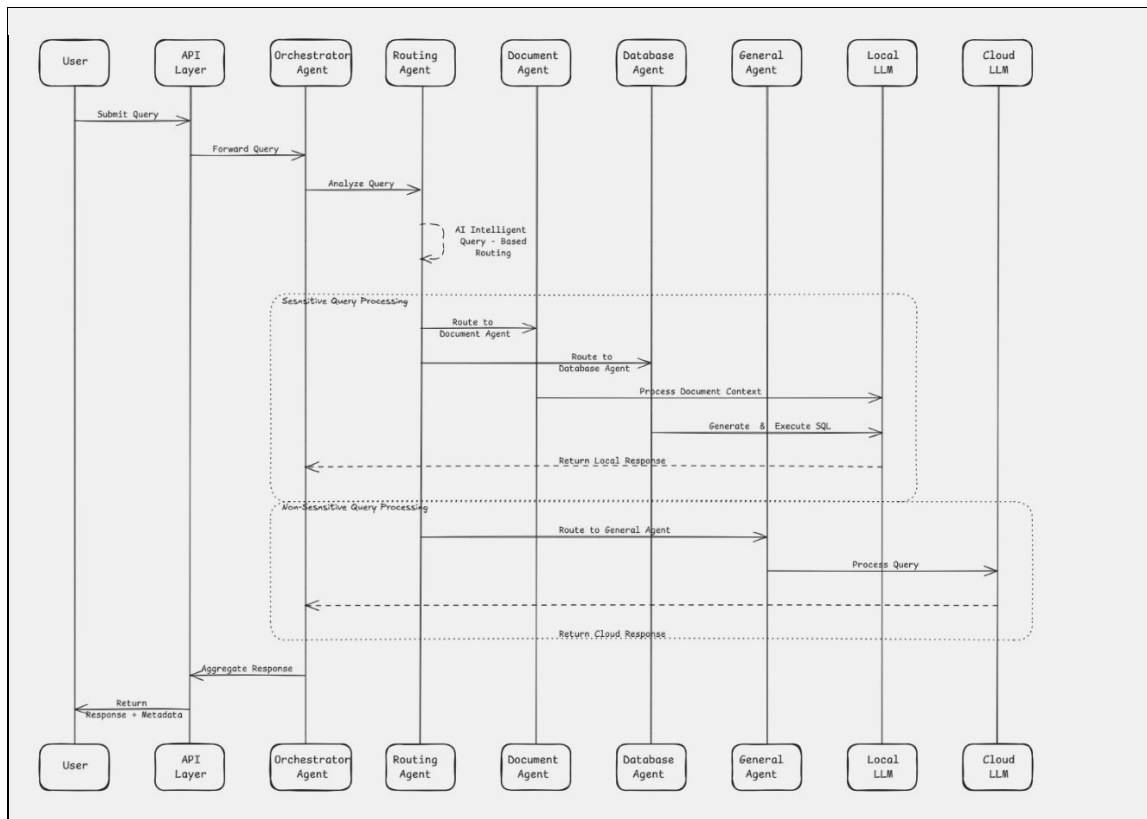 User
API
Layer
Orchestrator
Agent
Routing
Agent
Document
Agent
Database
Agent
General
Agent
Local
LLM
Cloud
LLM
Submit Query
Forward Query
Analyze Query
AI Intelligent
Query - Based
Routing
Sesnsitive Query Processing
Route to
Document Agent
Route to
Database Agent
Process Document Context
Generate & Execute SQL
Return Local Response
Non-Sesnsitive Query Processing
Route to General Agent
Process Query
Return Cloud Response
Aggregate Response
Return
Response + Metadata
User
API
Layer
Orchestrator
Agent
Routing
Agent
Document
Agent
Database
Agent
General
Agent
Local
LLM
Cloud
LLM